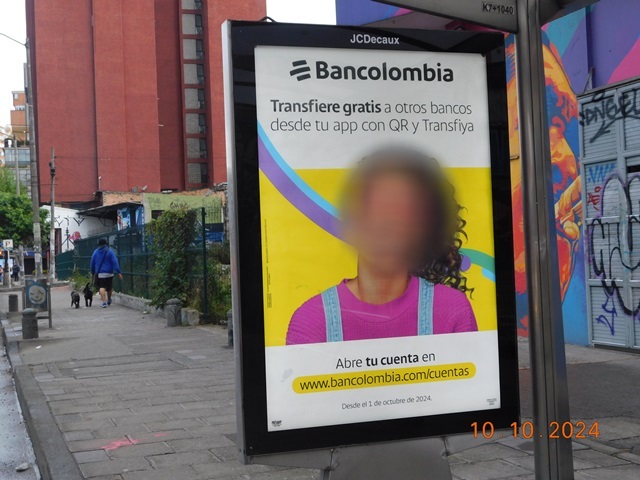 K7+1040
JCDecaux
Bancolombia
Transfiere gratis a otros bancos
desde tu app con QR y Transfiya
Abre tu cuenta en
www.bancolombia.com/cuentas
Desde el 1 de octubre de 2024.
10 10.2024